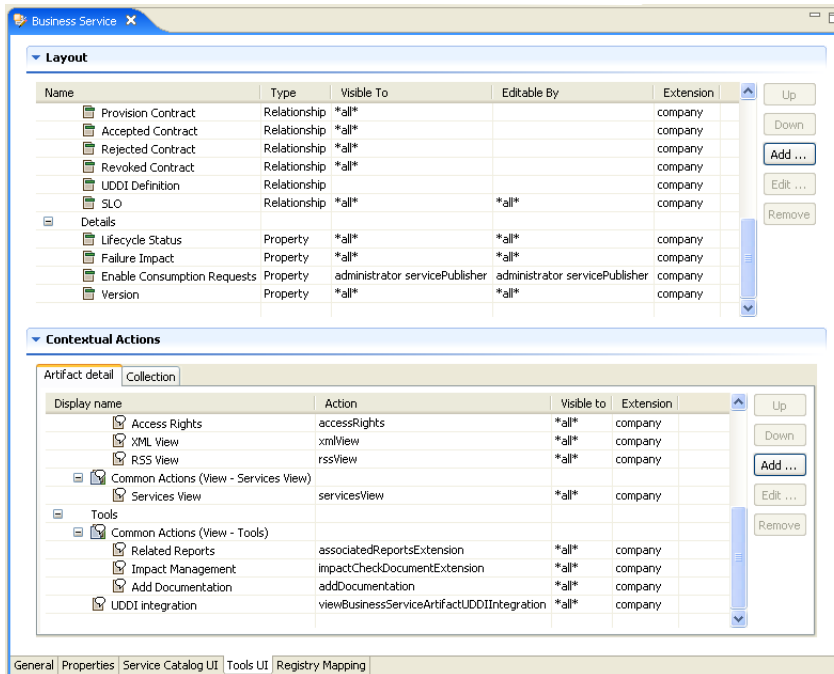 Business Service
Layout
Name Type Visible To Editable By Extension
Provision Contract Relationship *all* company
Accepted Contract Relationship *all* company
Rejected Contract Relationship *all* company
Revoked Contract Relationship *all* company
UDDI Definition Relationship company
SLO Relationship *all* *all* company
Details
Lifecycle Status Property *all* *all* company
Failure Impact Property *all* *all* company
Enable Consumption Requests Property administrator servicePublisher administrator servicePublisher company
Version Property *all* *all* company
Up
Down
Add ...
Edit ...
Remove
Contextual Actions
Artifact detail Collection
Display name Action Visible to Extension
Access Rights accessRights *all* company
XML View xmlView *all* company
RSS View rssView *all* company
Common Actions (View - Services View)
Services View servicesView *all* company
Tools
Common Actions (View - Tools)
Related Reports associatedReportsExtension *all* company
Impact Management impactCheckDocumentExtension *all* company
Add Documentation addDocumentation *all* company
UDDI integration viewBusinessServiceArtifactUDDIIntegration *all* company
Up
Down
Add ...
Edit ...
Remove
General Properties Service Catalog UI Tools UI Registry Mapping